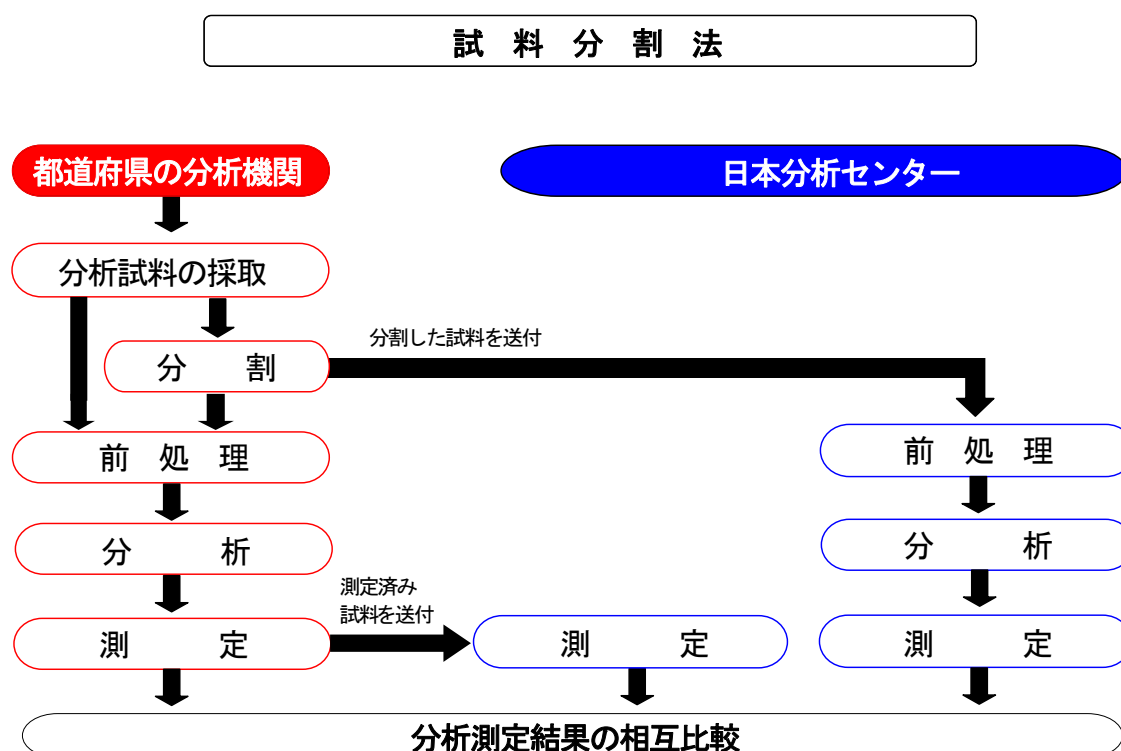 試 料 分 割 法
都道府県の分析機関
日本分析センター
分析試料の採取
分割した試料を送付
分 割
前 処 理
前 処 理
分 析
分 析
測定済み
試料を送付
測 定
測 定
測 定
分析測定結果の相互比較